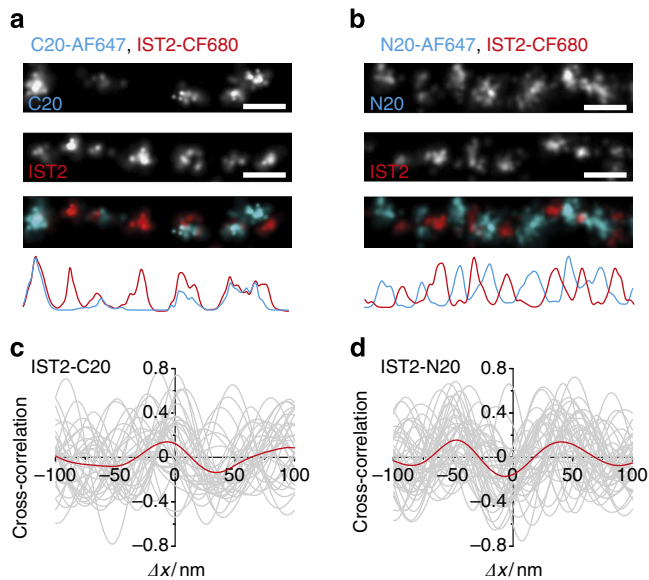 a
C20-AF647, IST2-CF680
C20
IST2
b
N20-AF647, IST2-CF680
N20
IST2
c
IST2-C20
Cross-correlation
0.8
0.4
0
−0.4
−0.8
−100
−50
0
50
100
Δx/nm
d
IST2-N20
Cross-correlation
0.8
0.4
0
−0.4
−0.8
−100
−50
0
50
100
Δx/nm